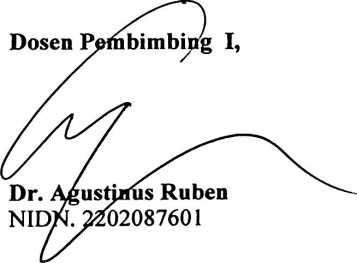 Dosen Pembimbing I,
Dr. Agustinus Ruben
NIDN. 2202087601